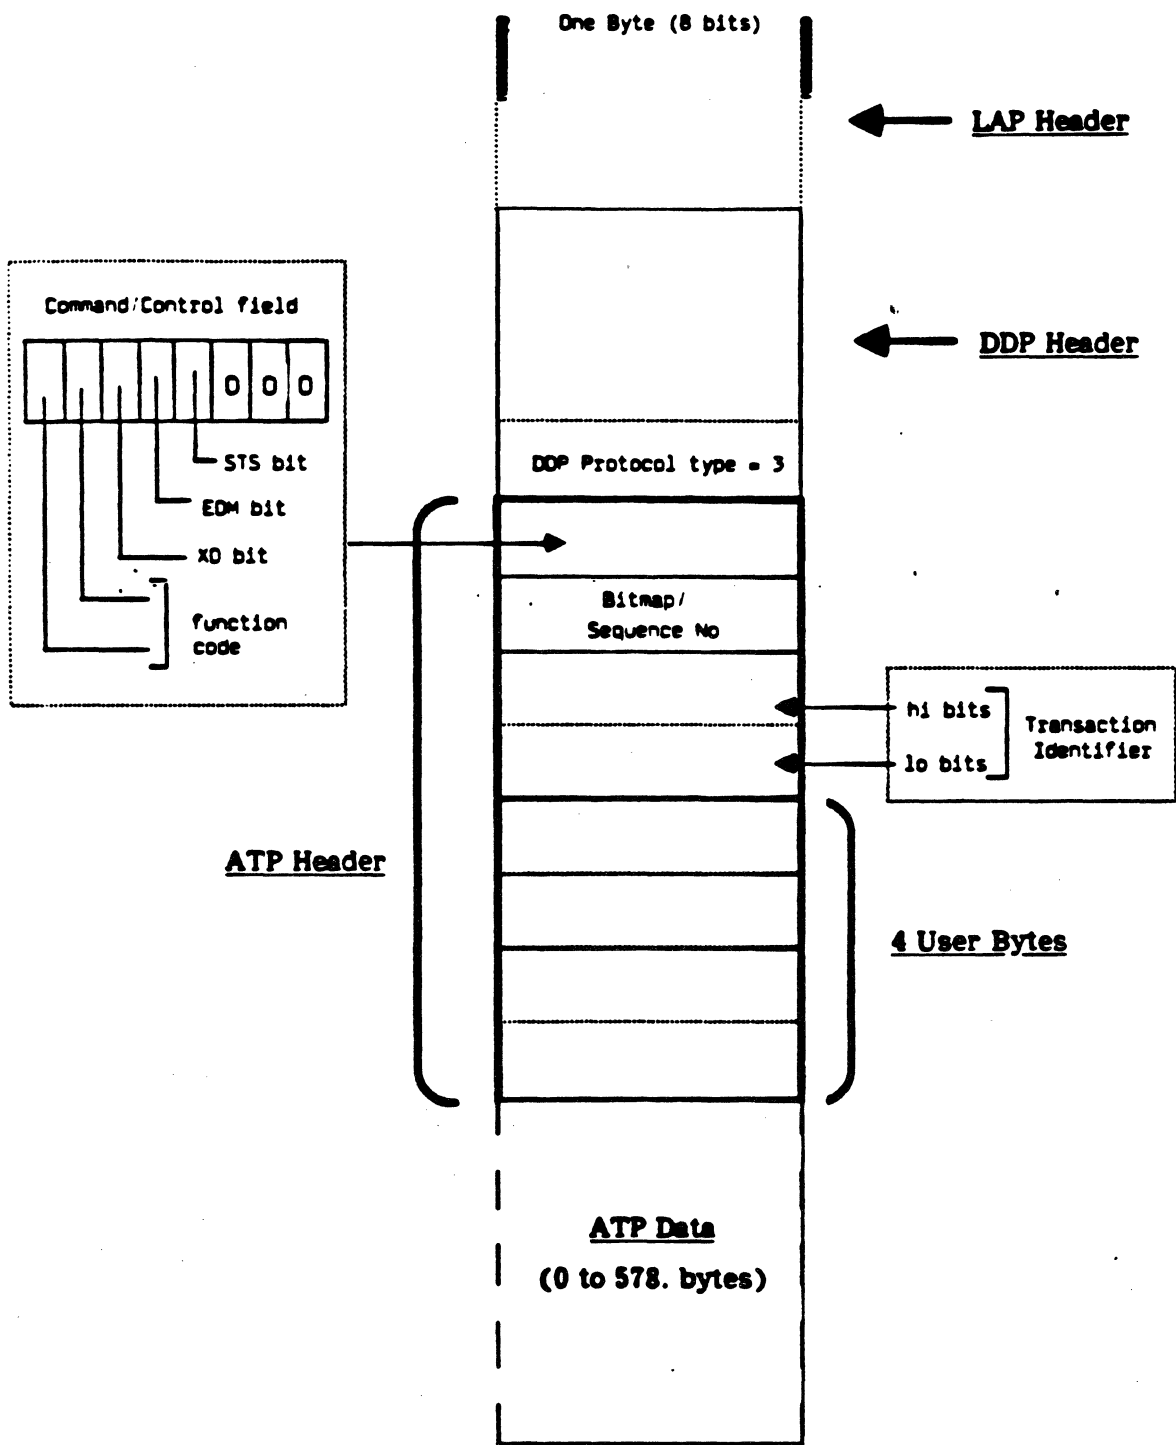 One Byte (8 bits)
LAP Header
Command/Control field
0 0 0
STS bit
EOM bit
XO bit
function
code
DDP Header
DDP Protocol type = 3
Bitmap/
Sequence No
hi bits
lo bits
Transaction
Identifier
ATP Header
4 User Bytes
ATP Data
(0 to 578. bytes)